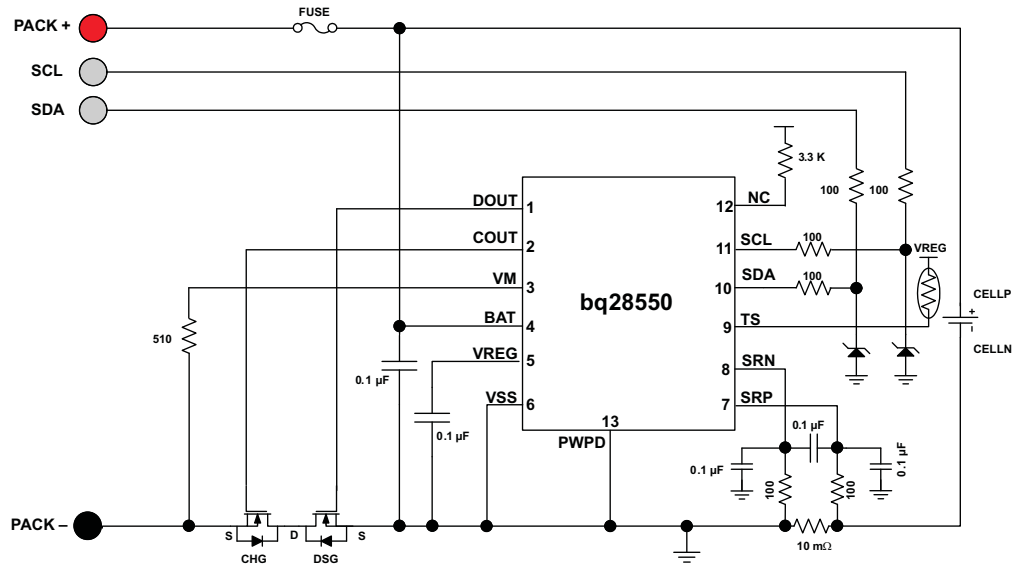 FUSE
PACK +
SCL
SDA
3.3 K
100
100
DOUT
1
12
NC
COUT
2
11
SCL
100
VREG
VM
3
10
SDA
100
bq28550
CELLP
+
-
CELLN
BAT
4
9
TS
510
VREG
5
8
SRN
0.1 µF
VSS
6
7
SRP
0.1 µF
13
PWPD
0.1 µF
0.1 µF
0.1 µF
100
100
PACK –
S
D
S
CHG
DSG
10 mΩ